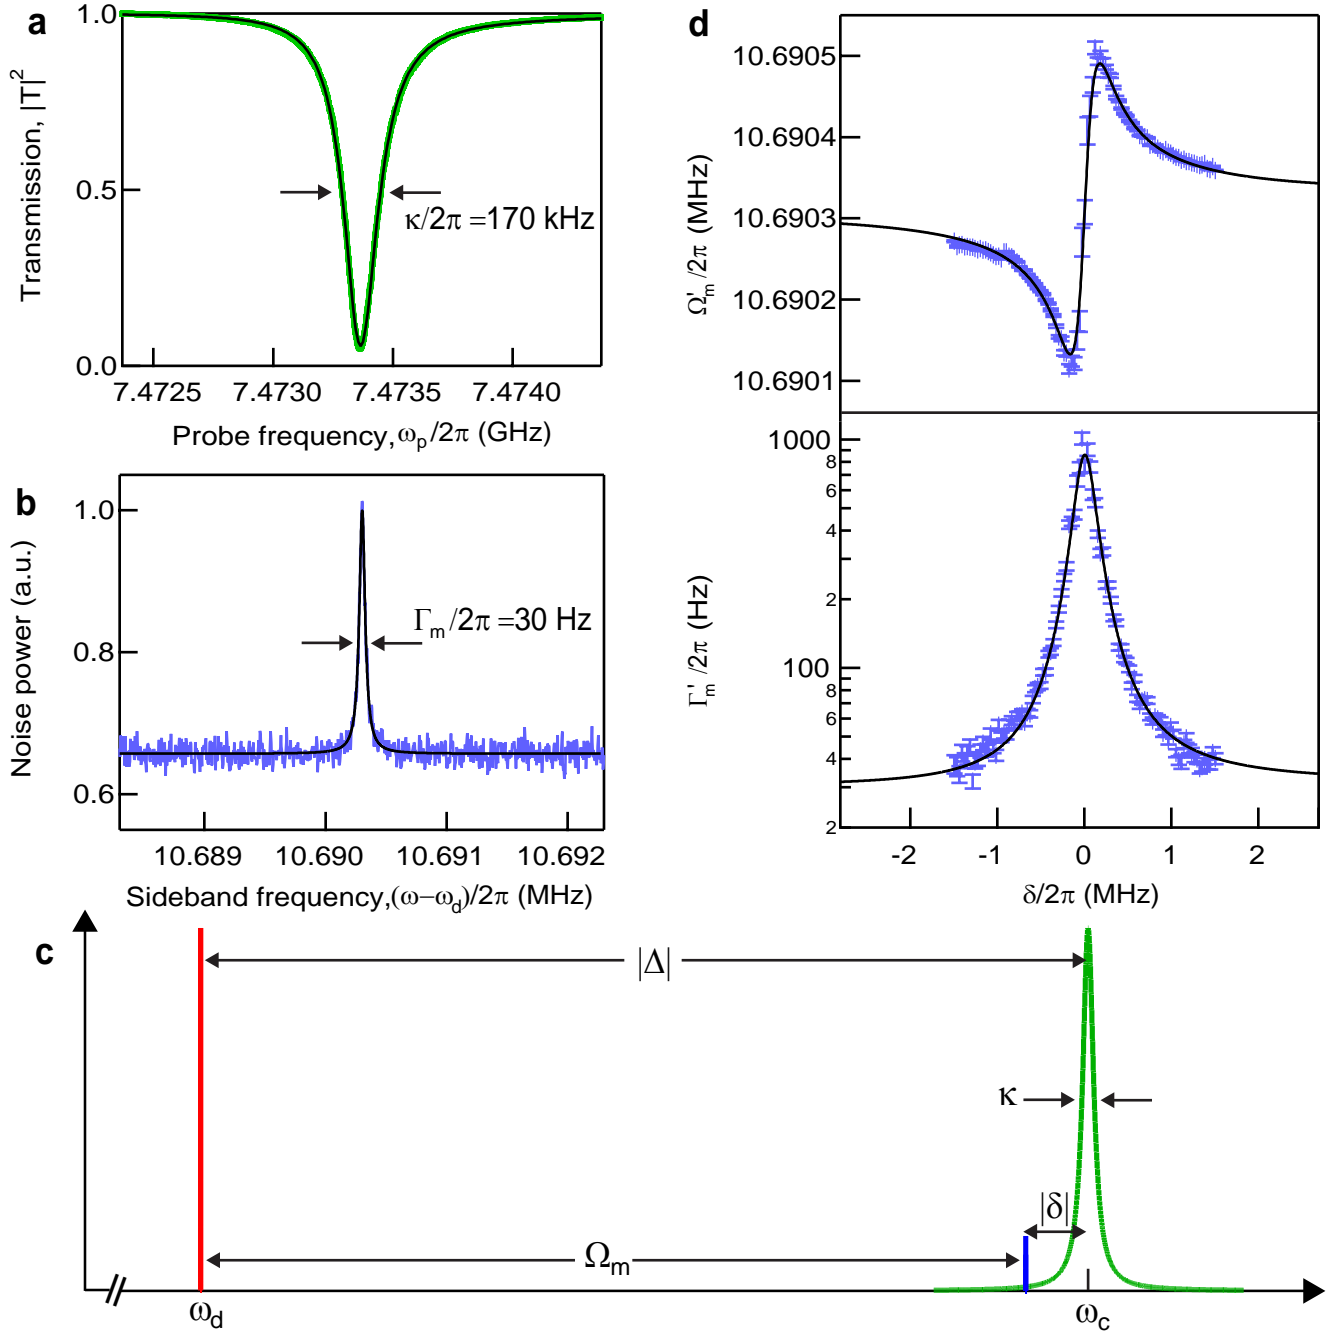 a
Transmission, |T|²
1.0
0.5
0.0
κ/2π =170 kHz
7.4725 7.4730 7.4735 7.4740
Probe frequency,ωp/2π (GHz)
b
Noise power (a.u.)
1.0
0.8
0.6
Γm/2π =30 Hz
10.689 10.690 10.691 10.692
Sideband frequency,(ω−ωd)/2π (MHz)
d
Ω'm/2π (MHz)
10.6905
10.6904
10.6903
10.6902
10.6901
Γ'm/2π (Hz)
1000
8
6
4
2
100
8
6
4
2
-2 -1 0 1 2
δ/2π (MHz)
c
|Δ|
κ
|δ|
Ωm
ωd
ωc